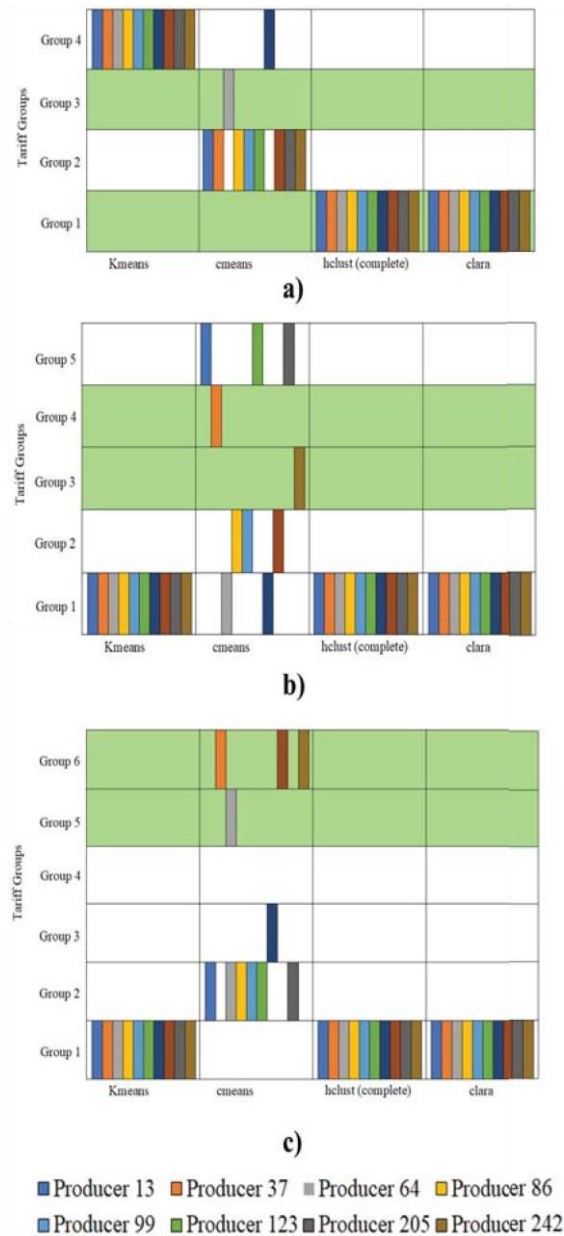 Tariff Groups
Group 4
Group 3
Group 2
Group 1
Kmeans cmeans hclust (complete) clara
a)
Tariff Groups
Group 5
Group 4
Group 3
Group 2
Group 1
Kmeans cmeans hclust (complete) clara
b)
Tariff Groups
Group 6
Group 5
Group 4
Group 3
Group 2
Group 1
Kmeans cmeans hclust (complete) clara
c)
Producer 13 Producer 37 Producer 64 Producer 86
Producer 99 Producer 123 Producer 205 Producer 242